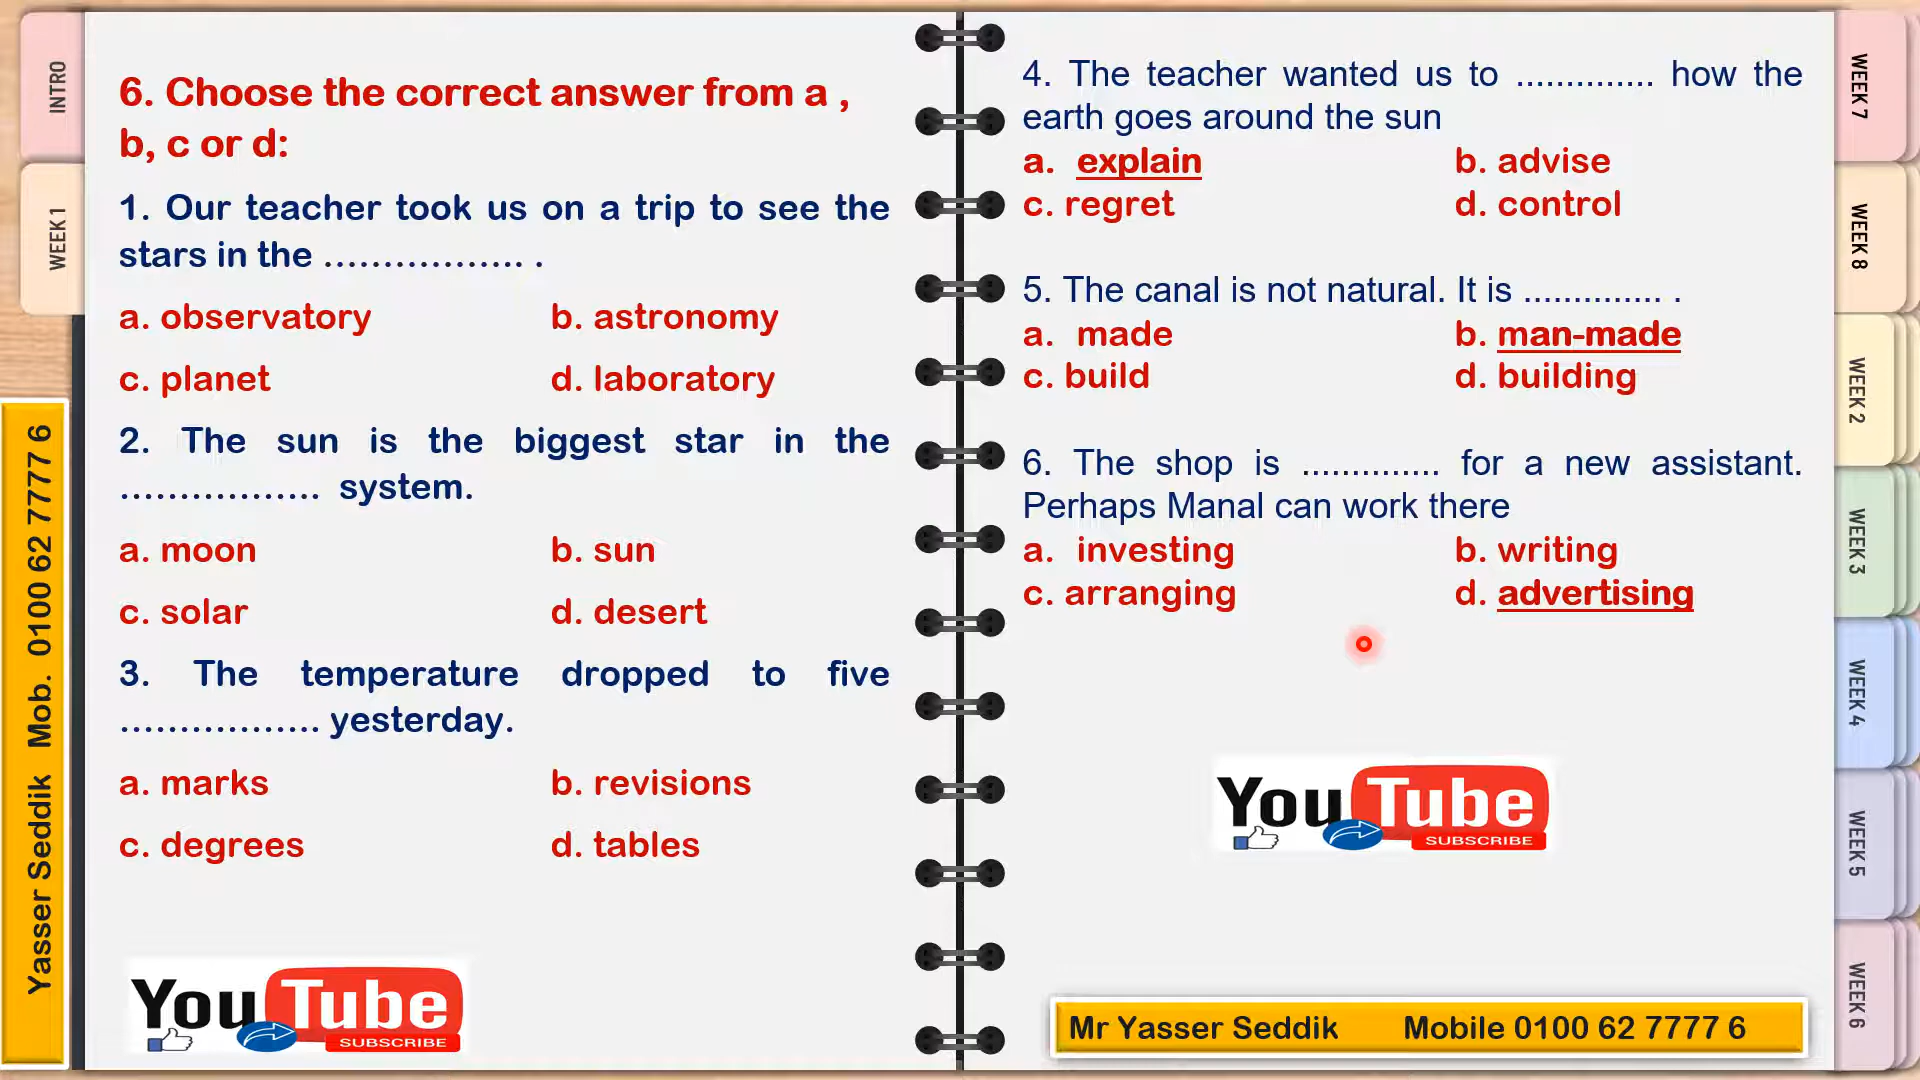 INTRO
WEEK 1
Yasser Seddik Mob. 0100 62 7777 6
6. Choose the correct answer from a ,
b, c or d:
1. Our teacher took us on a trip to see the
stars in the ……………… .
a. observatory b. astronomy
c. planet d. laboratory
2. The sun is the biggest star in the
……………… system.
a. moon b. sun
c. solar d. desert
3. The temperature dropped to five
……………… yesterday.
a. marks b. revisions
c. degrees d. tables
You Tube
SUBSCRIBE
4. The teacher wanted us to .............. how the
earth goes around the sun
a. explain b. advise
c. regret d. control
5. The canal is not natural. It is .............. .
a. made b. man-made
c. build d. building
6. The shop is .............. for a new assistant.
Perhaps Manal can work there
a. investing b. writing
c. arranging d. advertising
You Tube
SUBSCRIBE
Mr Yasser Seddik Mobile 0100 62 7777 6
WEEK 7
WEEK 8
WEEK 2
WEEK 3
WEEK 4
WEEK 5
WEEK 6